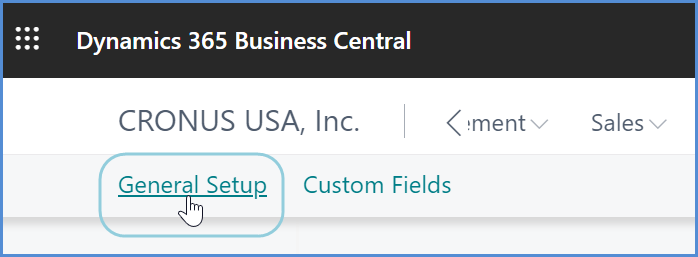 Dynamics 365 Business Central
CRONUS USA, Inc. ement Sales
General Setup Custom Fields